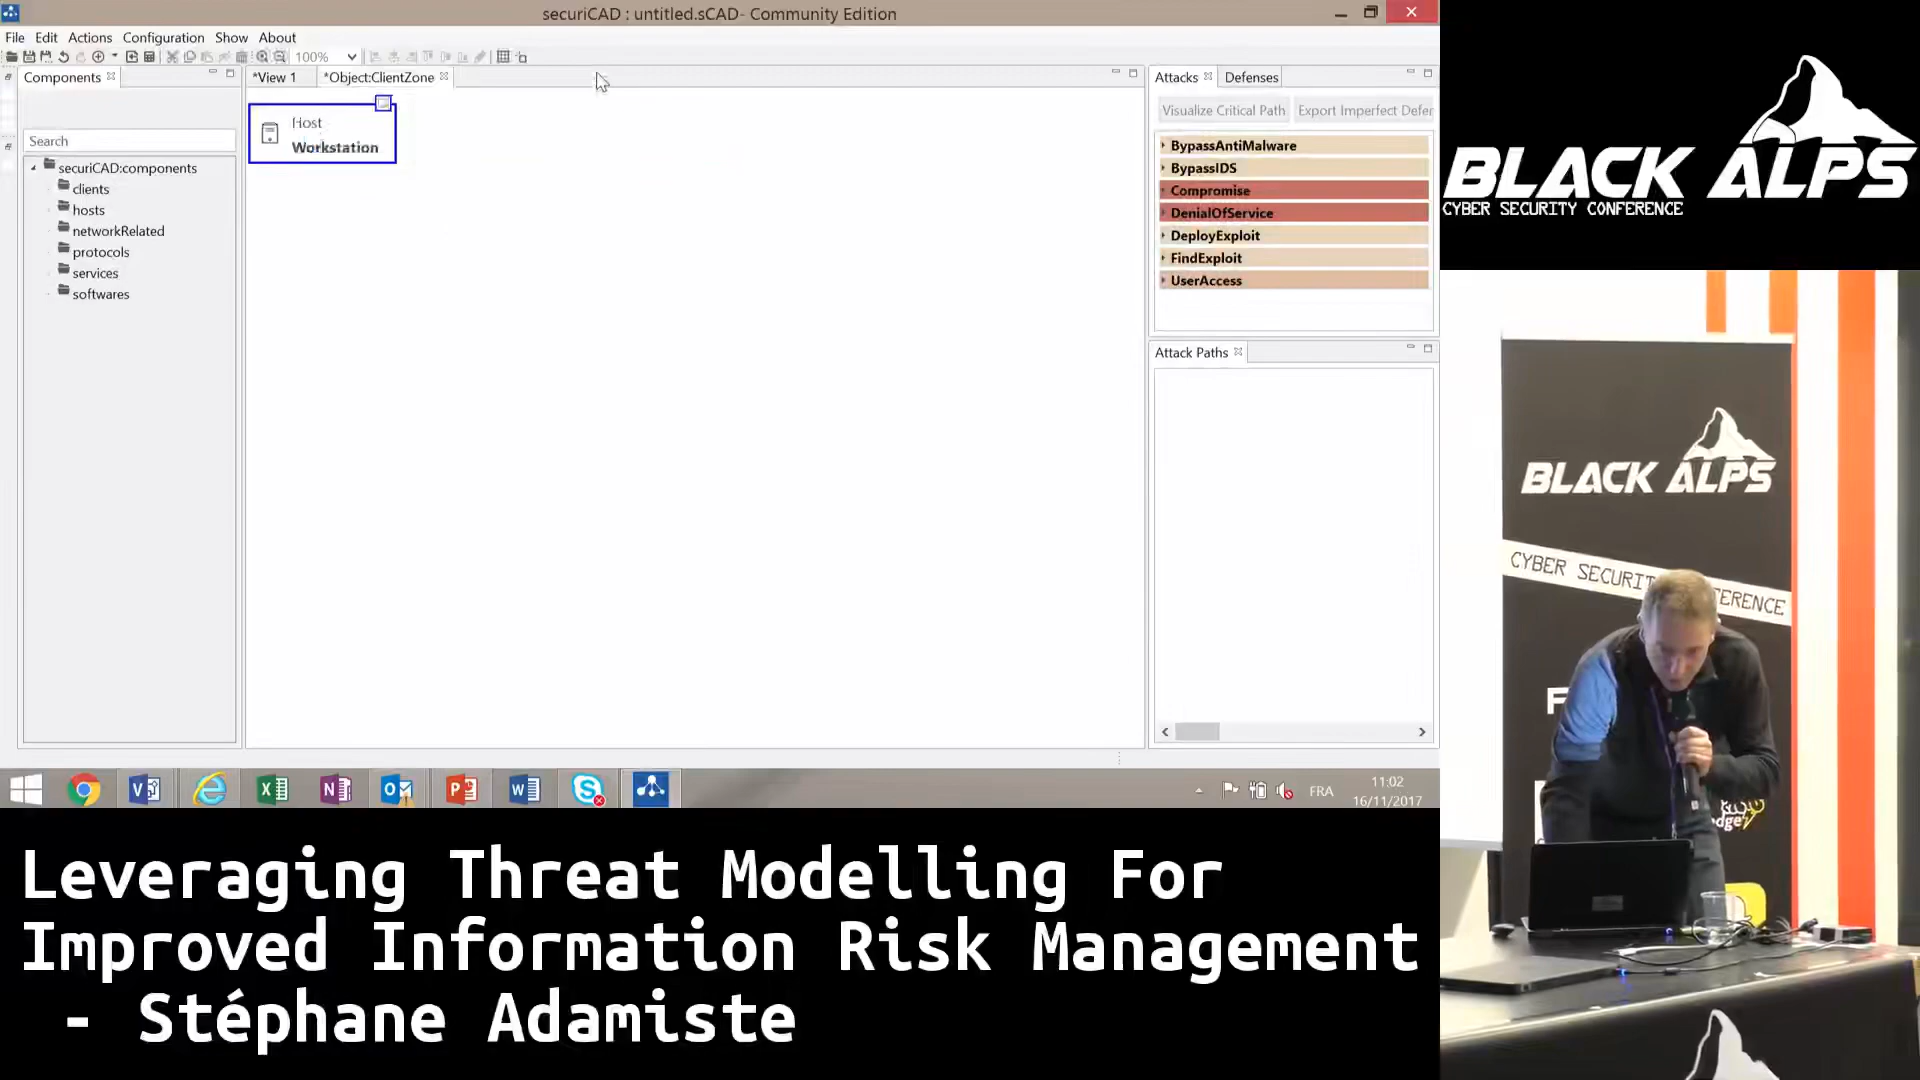 securiCAD : untitled.sCAD- Community Edition
File Edit Actions Configuration Show About
100%
Components
*View 1
*Object:ClientZone
Attacks
Defenses
Visualize Critical Path
Export Imperfect Defer
Search
securiCAD:components
clients
hosts
networkRelated
protocols
services
softwares
Host
Workstation
BypassAntiMalware
BypassIDS
Compromise
DenialOfService
DeployExploit
FindExploit
UserAccess
Attack Paths
FRA
11:02
16/11/2017
BLACK ALPS
CYBER SECURITY CONFERENCE
BLACK ALPS
CYBER SECURIT
FERENCE
F
Leveraging Threat Modelling For
Improved Information Risk Management
- Stéphane Adamiste